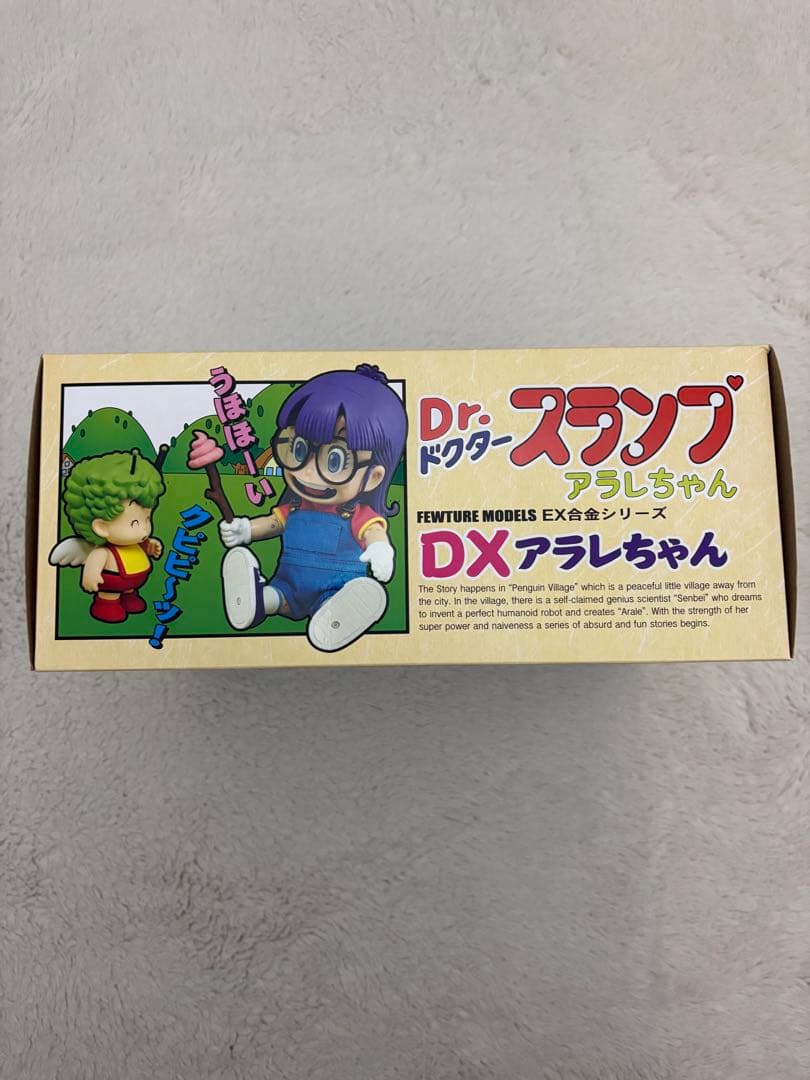 うほほーい
クピピ〜ッ!
Dr.
ドクター
スランプ
アラレちゃん
FEWTURE MODELS EX合金シリーズ
DXアラレちゃん
The Story happens in "Penguin Village" which is a peaceful little village away from
the city. In the village, there is a self-claimed genius scientist "Senbei" who dreams
to invent a perfect humanoid robot and creates "Arale". With the strength of her
super power and naiveness a series of absurd and fun stories begins.